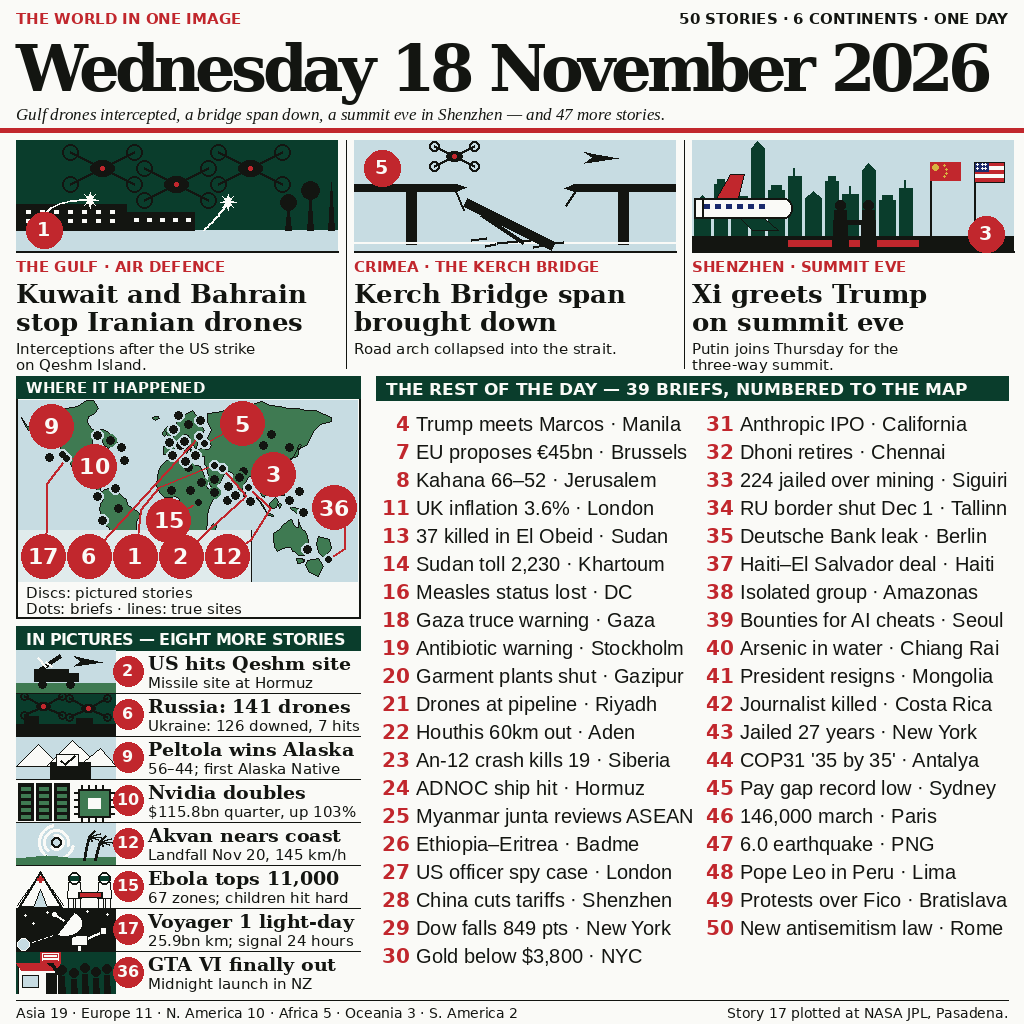 THE WORLD IN ONE IMAGE
50 STORIES · 6 CONTINENTS · ONE DAY
Wednesday 18 November 2026
Gulf drones intercepted, a bridge span down, a summit eve in Shenzhen — and 47 more stories.
1
5
3
THE GULF · AIR DEFENCE
Kuwait and Bahrain
stop Iranian drones
Interceptions after the US strike
on Qeshm Island.
CRIMEA · THE KERCH BRIDGE
Kerch Bridge span
brought down
Road arch collapsed into the strait.
SHENZHEN · SUMMIT EVE
Xi greets Trump
on summit eve
Putin joins Thursday for the
three-way summit.
WHERE IT HAPPENED
9
5
10
3
15
36
17
6
1
2
12
Discs: pictured stories
Dots: briefs · lines: true sites
IN PICTURES — EIGHT MORE STORIES
2 US hits Qeshm site
Missile site at Hormuz
6 Russia: 141 drones
Ukraine: 126 downed, 7 hits
9 Peltola wins Alaska
56–44; first Alaska Native
10 Nvidia doubles
$115.8bn quarter, up 103%
12 Akvan nears coast
Landfall Nov 20, 145 km/h
15 Ebola tops 11,000
67 zones; children hit hard
17 Voyager 1 light-day
25.9bn km; signal 24 hours
36 GTA VI finally out
Midnight launch in NZ
THE REST OF THE DAY — 39 BRIEFS, NUMBERED TO THE MAP
4 Trump meets Marcos · Manila
7 EU proposes €45bn · Brussels
8 Kahana 66–52 · Jerusalem
11 UK inflation 3.6% · London
13 37 killed in El Obeid · Sudan
14 Sudan toll 2,230 · Khartoum
16 Measles status lost · DC
18 Gaza truce warning · Gaza
19 Antibiotic warning · Stockholm
20 Garment plants shut · Gazipur
21 Drones at pipeline · Riyadh
22 Houthis 60km out · Aden
23 An-12 crash kills 19 · Siberia
24 ADNOC ship hit · Hormuz
25 Myanmar junta reviews ASEAN
26 Ethiopia–Eritrea · Badme
27 US officer spy case · London
28 China cuts tariffs · Shenzhen
29 Dow falls 849 pts · New York
30 Gold below $3,800 · NYC
31 Anthropic IPO · California
32 Dhoni retires · Chennai
33 224 jailed over mining · Siguiri
34 RU border shut Dec 1 · Tallinn
35 Deutsche Bank leak · Berlin
37 Haiti–El Salvador deal · Haiti
38 Isolated group · Amazonas
39 Bounties for AI cheats · Seoul
40 Arsenic in water · Chiang Rai
41 President resigns · Mongolia
42 Journalist killed · Costa Rica
43 Jailed 27 years · New York
44 COP31 '35 by 35' · Antalya
45 Pay gap record low · Sydney
46 146,000 march · Paris
47 6.0 earthquake · PNG
48 Pope Leo in Peru · Lima
49 Protests over Fico · Bratislava
50 New antisemitism law · Rome
Asia 19 · Europe 11 · N. America 10 · Africa 5 · Oceania 3 · S. America 2
Story 17 plotted at NASA JPL, Pasadena.